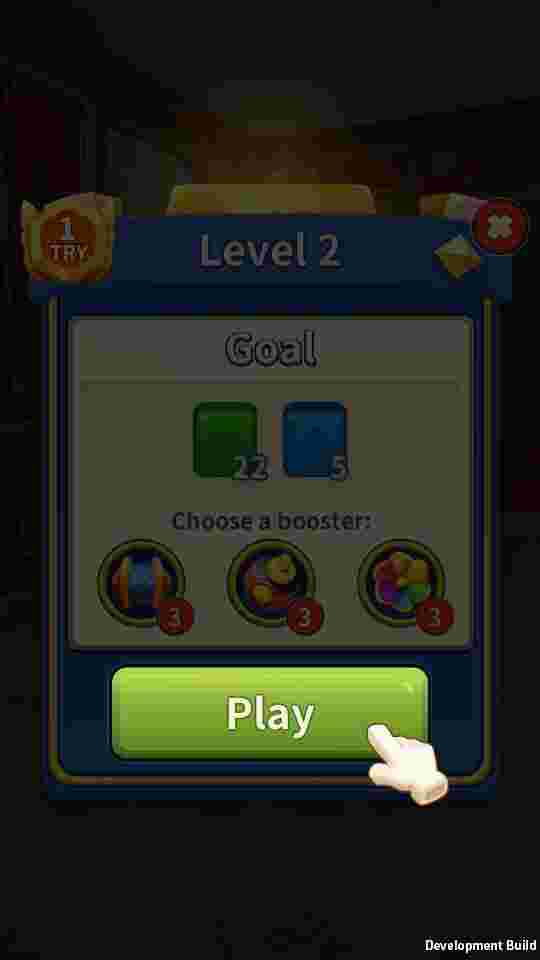 1
TRY
Level 2
Goal
22
5
Choose a booster:
3
3
3
Play
Development Build